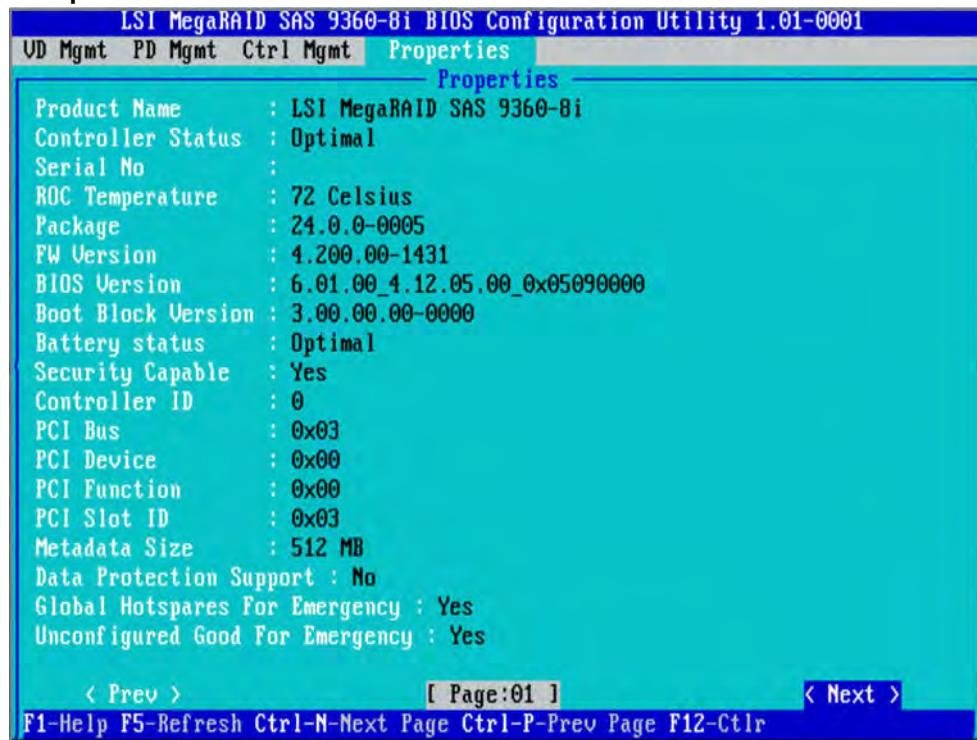 LSI MegaRAID SAS 9360-8i BIOS Configuration Utility 1.01-0001
VD Mgmt PD Mgmt Ctrl Mgmt Properties
Properties
Product Name : LSI MegaRAID SAS 9360-8i
Controller Status : Optimal
Serial No :
ROC Temperature : 72 Celsius
Package : 24.0.0-0005
FW Version : 4.200.00-1431
BIOS Version : 6.01.00_4.12.05.00_0x05090000
Boot Block Version : 3.00.00.00-0000
Battery status : Optimal
Security Capable : Yes
Controller ID : 0
PCI Bus : 0x03
PCI Device : 0x00
PCI Function : 0x00
PCI Slot ID : 0x03
Metadata Size : 512 MB
Data Protection Support : No
Global Hotspares For Emergency : Yes
Unconfigured Good For Emergency : Yes
< Prev > [ Page:01 ] < Next >
F1-Help F5-Refresh Ctrl-N-Next Page Ctrl-P-Prev Page F12-Ctlr